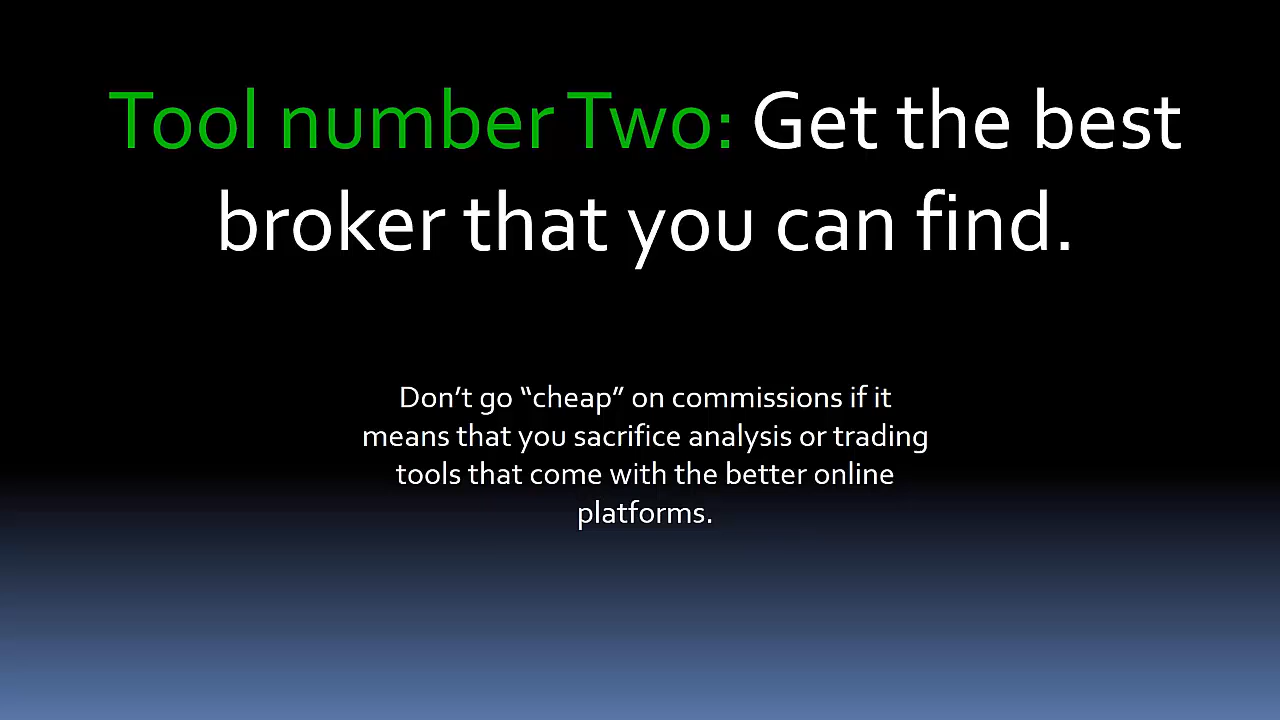 Tool number Two: Get the best
broker that you can find.
Don’t go “cheap” on commissions if it
means that you sacrifice analysis or trading
tools that come with the better online
platforms.